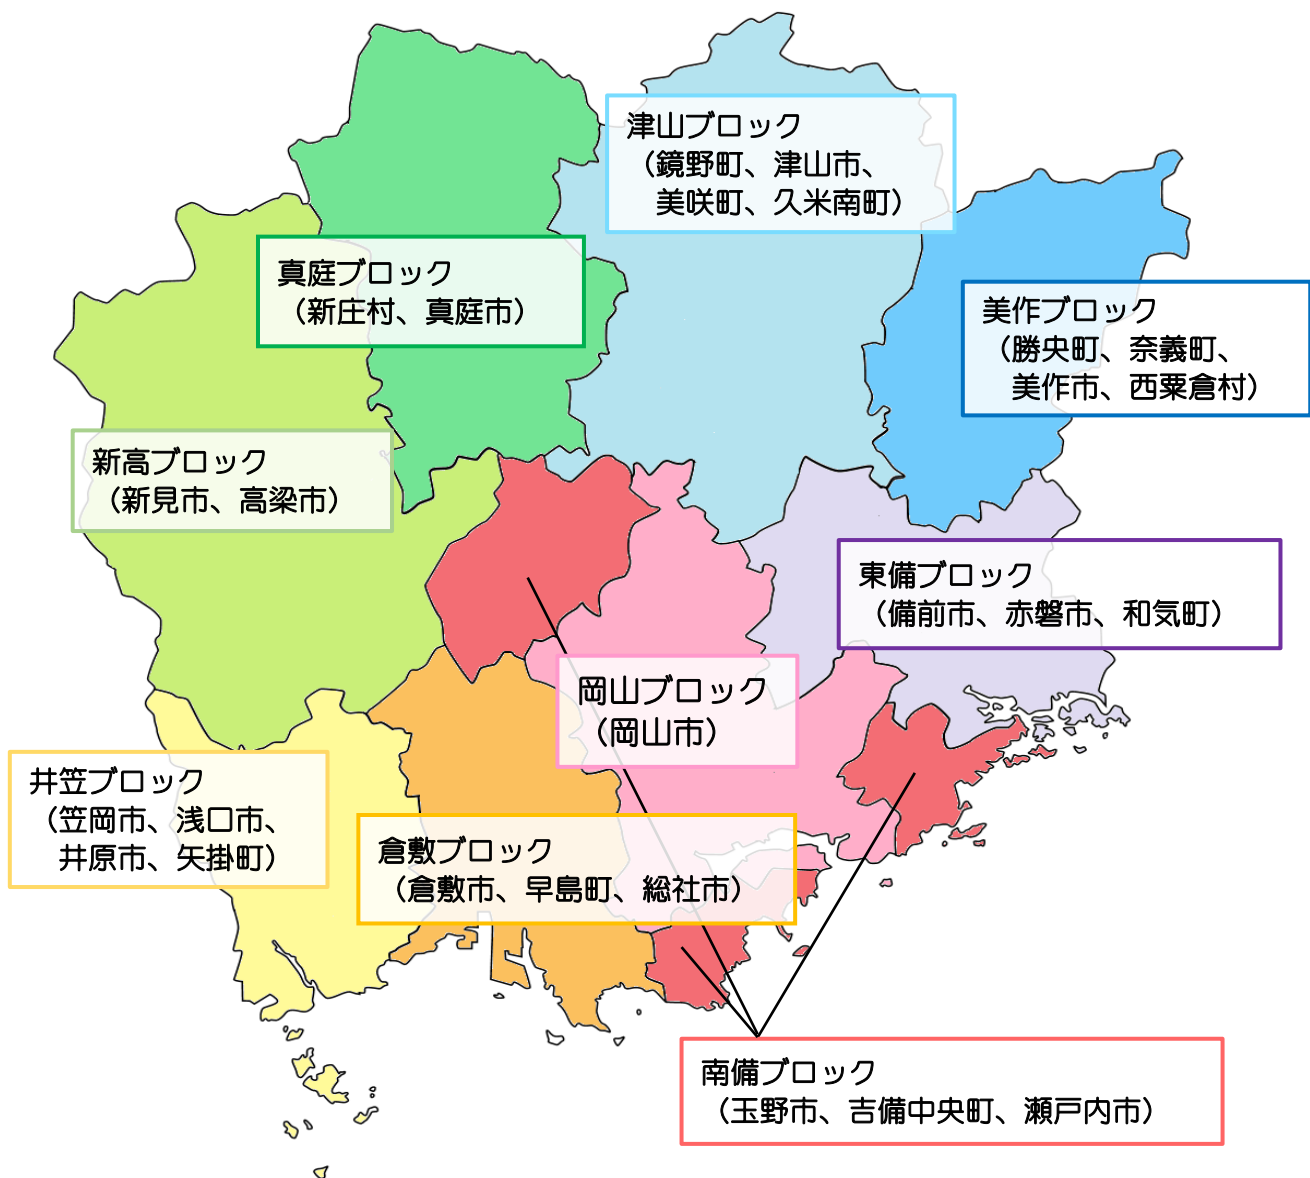 津山ブロック
（鏡野町、津山市、
美咲町、久米南町）
真庭ブロック
（新庄村、真庭市）
美作ブロック
（勝央町、奈義町、
美作市、西粟倉村）
新高ブロック
（新見市、高梁市）
東備ブロック
（備前市、赤磐市、和気町）
岡山ブロック
（岡山市）
井笠ブロック
（笠岡市、浅口市、
井原市、矢掛町）
倉敷ブロック
（倉敷市、早島町、総社市）
南備ブロック
（玉野市、吉備中央町、瀬戸内市）